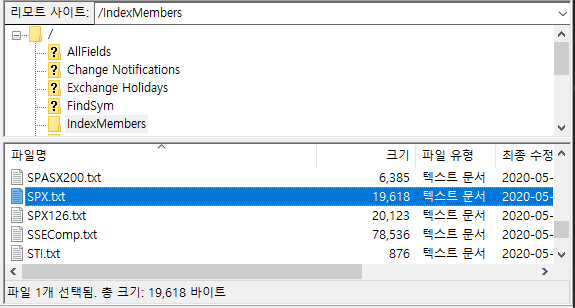 리모트 사이트: /IndexMembers
/
AllFields
Change Notifications
Exchange Holidays
FindSym
IndexMembers
파일명 크기 파일 유형 최종 수정
SPASX200.txt 6,385 텍스트 문서 2020-05-
SPX.txt 19,618 텍스트 문서 2020-05-
SPX126.txt 20,123 텍스트 문서 2020-05-
SSEComp.txt 78,536 텍스트 문서 2020-05-
STI.txt 876 텍스트 문서 2020-05-
파일 1개 선택됨. 총 크기: 19,618 바이트